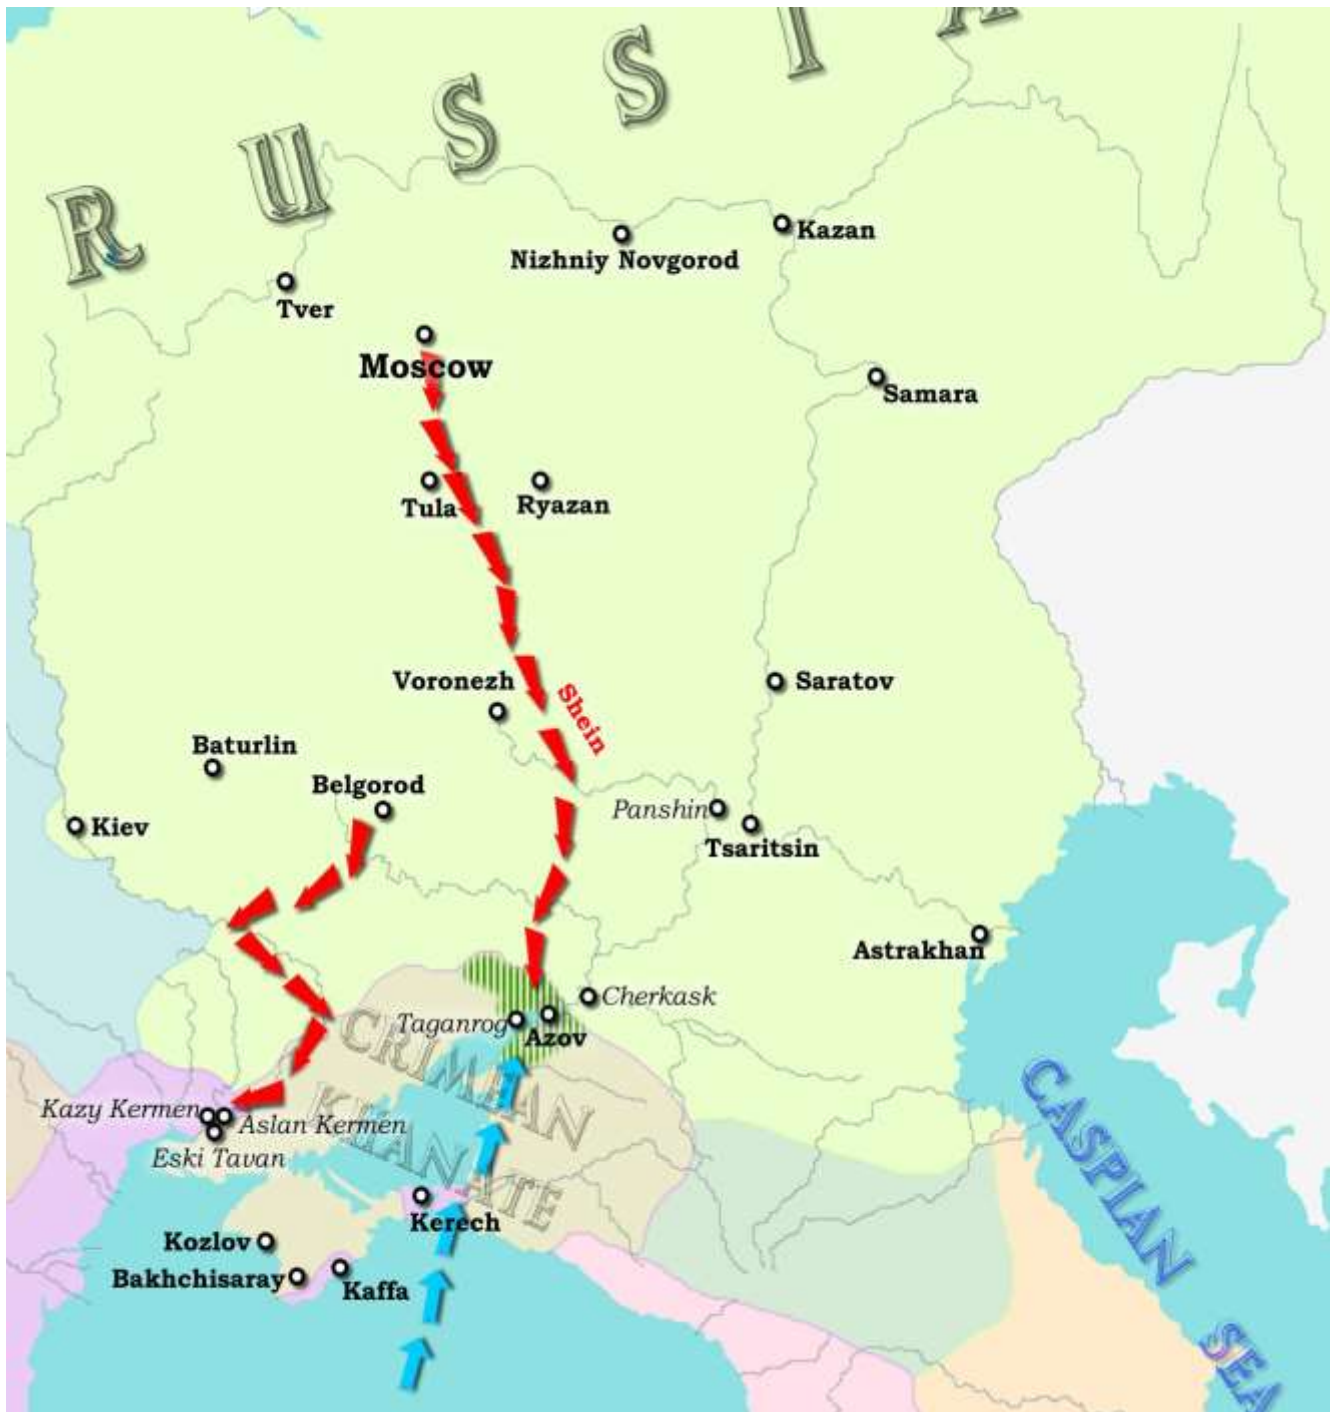 RUSSIA
Kazan
Nizhniy Novgorod
Tver
Moscow
Samara
Tula
Ryazan
Voronezh
Saratov
Shein
Baturlin
Belgorod
Panshin
Kiev
Tsaritsin
Astrakhan
Cherkask
Taganrog
Azov
CRIMEAN
KHANATE
CASPIAN SEA
Kazy Kermen
Aslan Kermen
Eski Tavan
Kerech
Kozlov
Bakhchisaray
Kaffa